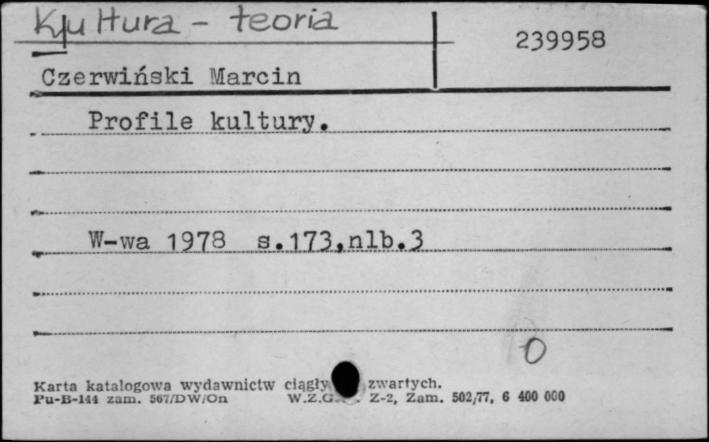 Kultura - teoria
239958
Czerwiński Marcin
Profile kultury.
W-wa 1978 s.173,nlb.3
0
Karta katalogowa wydawnictw ciągły zwartych.
Pu-B-144 zam. 567/DW/On W.Z.G. Z-2, Zam. 502/77, 6 400 000